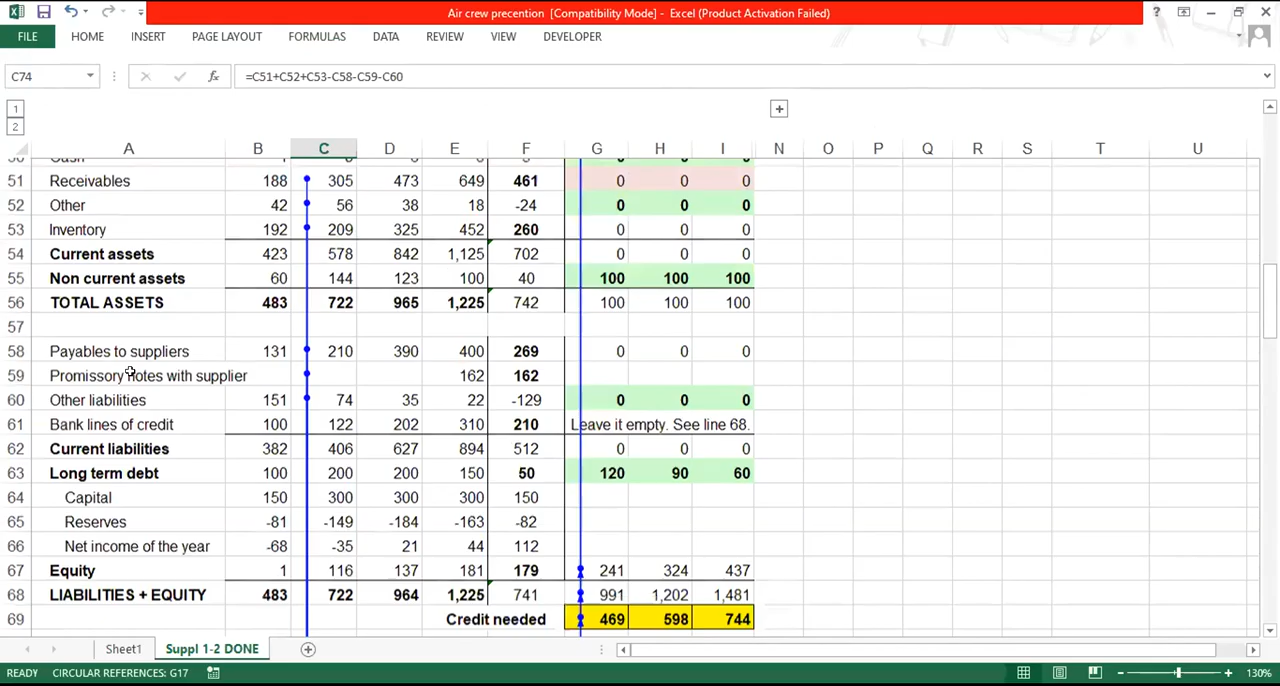 Air crew precention [Compatibility Mode] - Excel (Product Activation Failed)
FILE HOME INSERT PAGE LAYOUT FORMULAS DATA REVIEW VIEW DEVELOPER
C74 fx =C51+C52+C53-C58-C59-C60
1
2
A B C D E F G H I N O P Q R S T U
51 Receivables 188 305 473 649 461 0 0 0
52 Other 42 56 38 18 -24 0 0 0
53 Inventory 192 209 325 452 260 0 0 0
54 Current assets 423 578 842 1,125 702 0 0 0
55 Non current assets 60 144 123 100 40 100 100 100
56 TOTAL ASSETS 483 722 965 1,225 742 100 100 100
57
58 Payables to suppliers 131 210 390 400 269 0 0 0
59 Promissory notes with supplier 162 162
60 Other liabilities 151 74 35 22 -129 0 0 0
61 Bank lines of credit 100 122 202 310 210 Leave it empty. See line 68.
62 Current liabilities 382 406 627 894 512 0 0 0
63 Long term debt 100 200 200 150 50 120 90 60
64 Capital 150 300 300 300 150
65 Reserves -81 -149 -184 -163 -82
66 Net income of the year -68 -35 21 44 112
67 Equity 1 116 137 181 179 241 324 437
68 LIABILITIES + EQUITY 483 722 964 1,225 741 991 1,202 1,481
69 Credit needed 469 598 744
Sheet1 Suppl 1-2 DONE
READY CIRCULAR REFERENCES: G17 130%